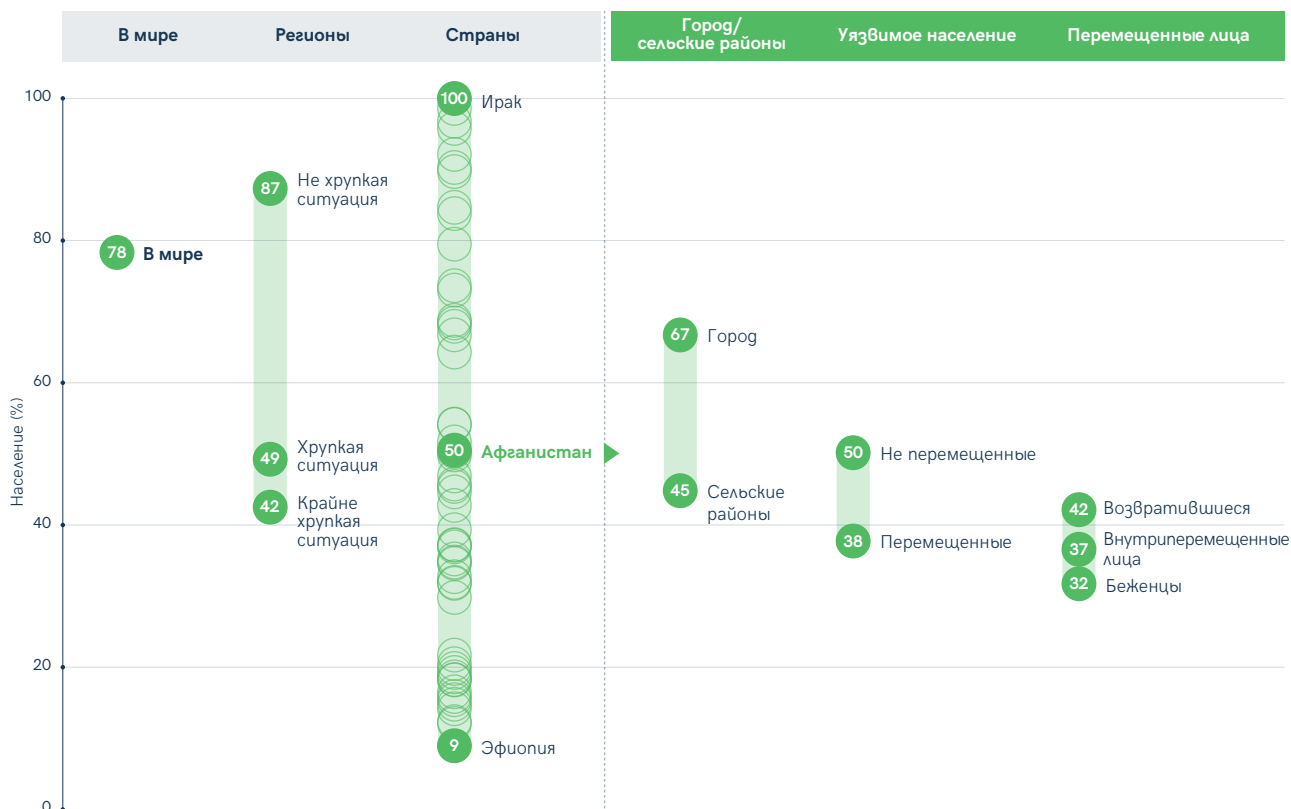 В мире
Регионы
Страны
Город/
сельские районы
Уязвимое население
Перемещенные лица
Население (%)
100
80
60
40
20
0
78
В мире
87
Не хрупкая
ситуация
49
Хрупкая
ситуация
42
Крайне
хрупкая
ситуация
100
Ирак
50
Афганистан
9
Эфиопия
67
Город
45
Сельские
районы
50
Не перемещенные
38
Перемещенные
42
Возвратившиеся
37
Внутриперемещенные
лица
32
Беженцы